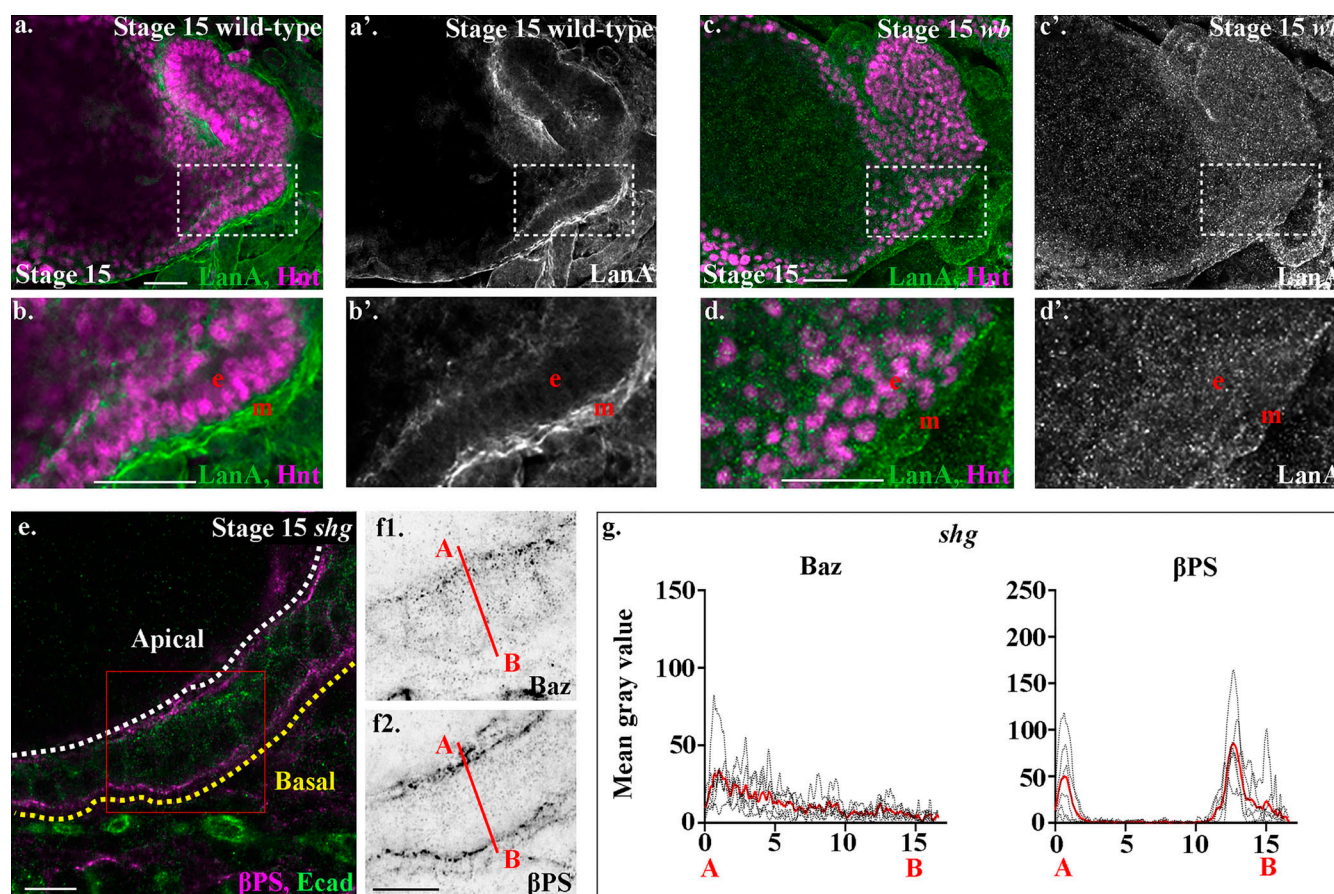 a. Stage 15 wild-type
Stage 15
LanA, Hnt
a'. Stage 15 wild-type
LanA
c. Stage 15 wb
Stage 15
LanA, Hnt
c'. Stage 15
LanA
b.
e
m
LanA, Hnt
b'.
e
m
LanA
d.
e
m
LanA, Hnt
d'.
e
m
LanA
e. Stage 15 shg
Apical
Basal
βPS, Ecad
f1.
A
B
Baz
f2.
A
B
βPS
g. shg
Baz
Mean gray value
150
100
50
0
0 5 10 15
A B
βPS
250
200
150
100
50
0
0 5 10 15
A B